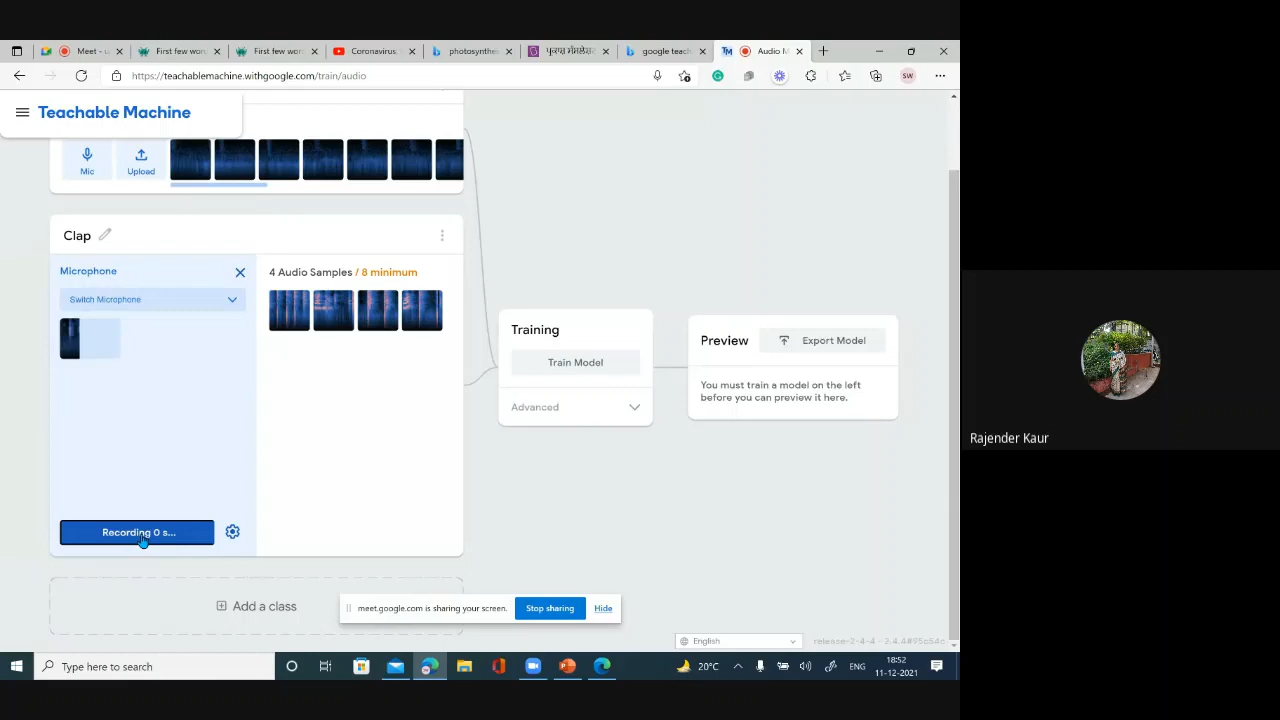 Meet - u
First few wor
First few wor
Coronavirus:
photosynthe
google teach
Audio M
https://teachablemachine.withgoogle.com/train/audio
SW
Teachable Machine
Mic
Upload
Clap
Microphone
4 Audio Samples / 8 minimum
Switch Microphone
Training
Train Model
Advanced
Preview
Export Model
You must train a model on the left
before you can preview it here.
Recording 0 s...
Add a class
meet.google.com is sharing your screen.
Stop sharing
Hide
English
Type here to search
20°C
ENG
18:52
11-12-2021
Rajender Kaur